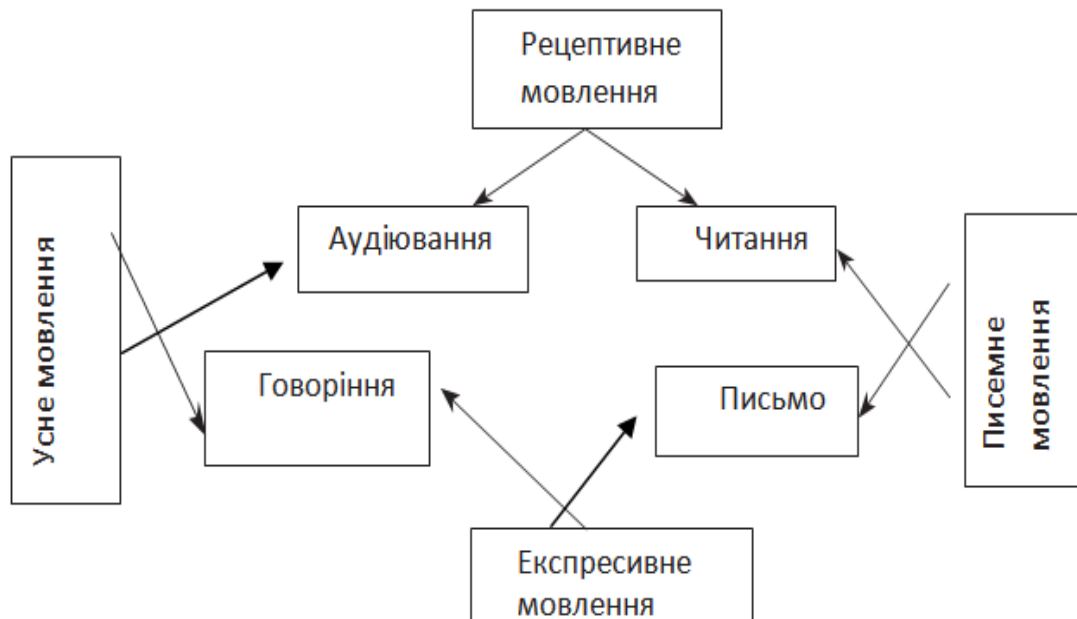 Рецептивне
мовлення
Аудіювання
Читання
Усне мовлення
Писемне
мовлення
Говоріння
Письмо
Експресивне
мовлення